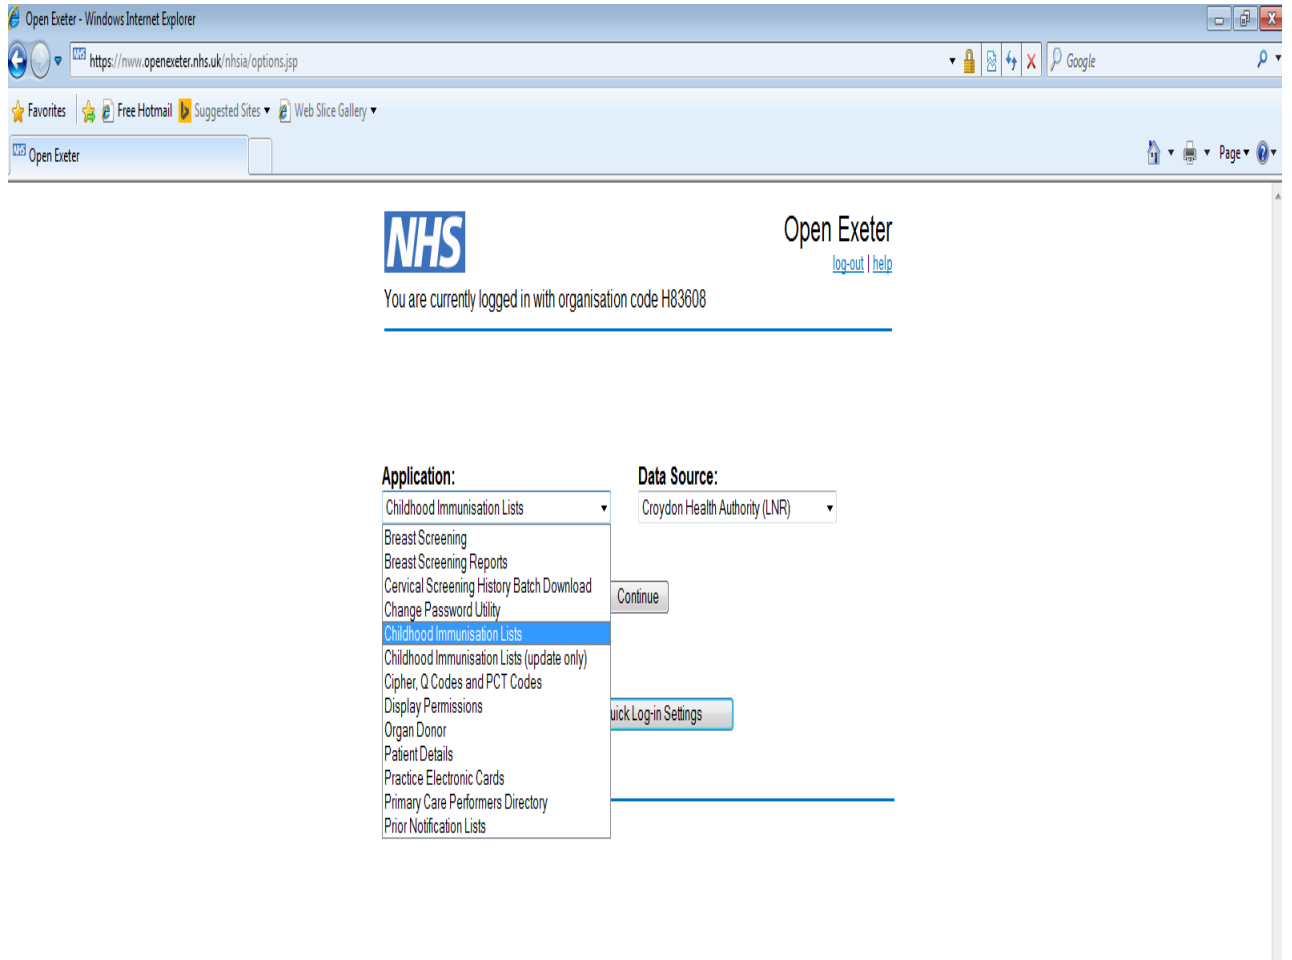 Open Exeter - Windows Internet Explorer
https://nww.openexeter.nhs.uk/nhsia/options.jsp
Google
Favorites Free Hotmail Suggested Sites Web Slice Gallery
Open Exeter
Page
NHS
Open Exeter
log-out | help
You are currently logged in with organisation code H83608
Application: Data Source:
Childhood Immunisation Lists Croydon Health Authority (LNR)
Breast Screening
Breast Screening Reports
Cervical Screening History Batch Download
Continue
Change Password Utility
Childhood Immunisation Lists
Childhood Immunisation Lists (update only)
Cipher, Q Codes and PCT Codes
Display Permissions
uick Log-in Settings
Organ Donor
Patient Details
Practice Electronic Cards
Primary Care Performers Directory
Prior Notification Lists